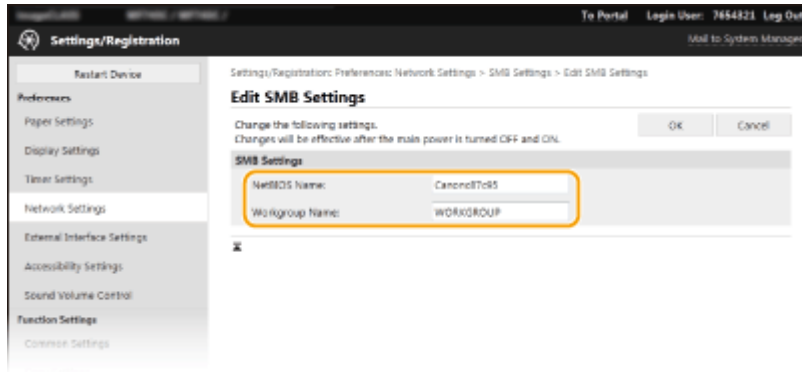 To Portal Login User: 7654321 Log Out
Settings/Registration
Mail to System Manager
Restart Device
Settings/Registration: Preferences: Network Settings > SMB Settings > Edit SMB Settings
Preferences
Edit SMB Settings
Paper Settings
Change the following settings.
Changes will be effective after the main power is turned OFF and ON.
OK
Cancel
Display Settings
SMB Settings
Timer Settings
NetBIOS Name:
Network Settings
Workgroup Name: WORKGROUP
External Interface Settings
Accessibility Settings
Sound Volume Control
Function Settings
Common Settings